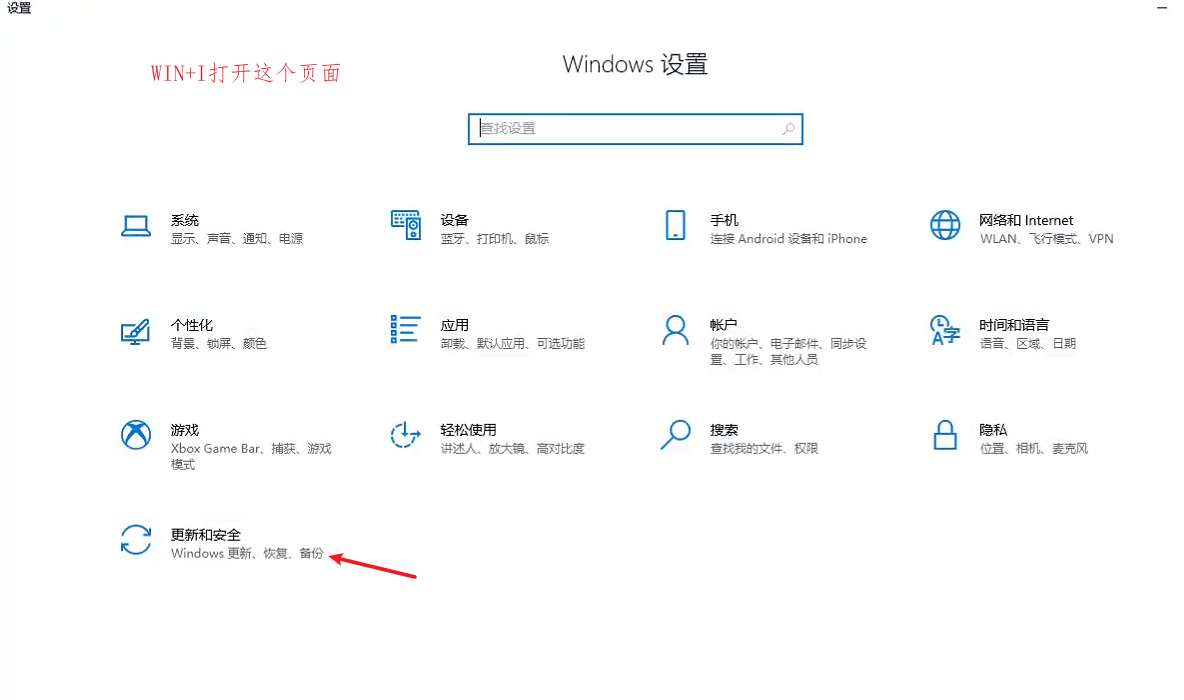 设置
WIN+I打开这个页面
Windows 设置
查找设置
系统
显示、声音、通知、电源
设备
蓝牙、打印机、鼠标
手机
连接 Android 设备和 iPhone
网络和 Internet
WLAN、飞行模式、VPN
个性化
背景、锁屏、颜色
应用
卸载、默认应用、可选功能
帐户
你的帐户、电子邮件、同步设
置、工作、其他人员
时间和语言
语音、区域、日期
游戏
Xbox Game Bar、捕获、游戏
模式
轻松使用
讲述人、放大镜、高对比度
搜索
查找我的文件、权限
隐私
位置、相机、麦克风
更新和安全
Windows 更新、恢复、备份